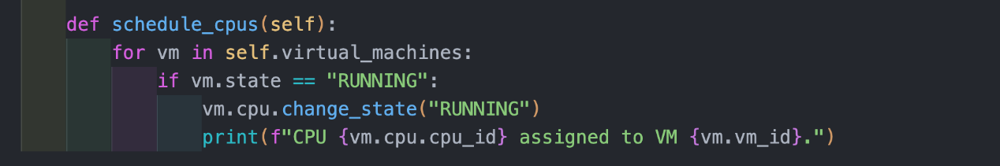 def schedule_cpus(self):
for vm in self.virtual_machines:
if vm.state == "RUNNING":
vm.cpu.change_state("RUNNING")
print(f"CPU {vm.cpu.cpu_id} assigned to VM {vm.vm_id}.")